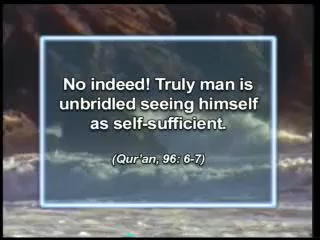 No indeed! Truly man is
unbridled seeing himself
as self-sufficient.
(Qur'an, 96: 6-7)